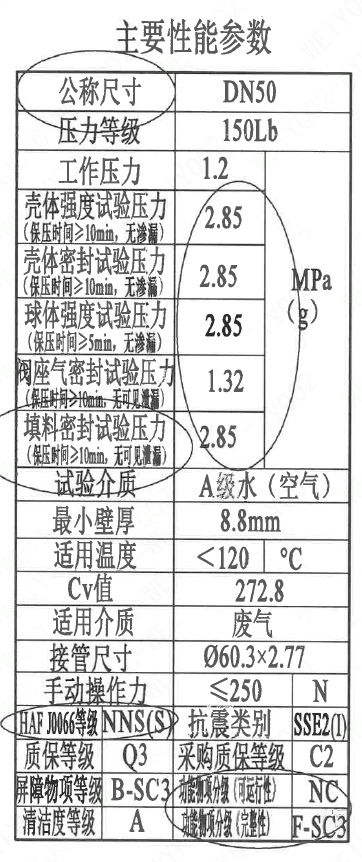 主要性能参数
公称尺寸 DN50
压力等级 150Lb
工作压力 1.2
壳体强度试验压力 2.85
(保压时间≥10min, 无渗漏)
壳体密封试验压力 2.85
(保压时间≥10min, 无渗漏)
MPa
(g)
球体强度试验压力 2.85
(保压时间≥5min, 无渗漏)
阀座气密封试验压力 1.32
(保压时间≥10min, 无可见泄漏)
填料密封试验压力 2.85
(保压时间≥10min, 无可见泄漏)
试验介质 A级水（空气）
最小壁厚 8.8mm
适用温度 <120 °C
Cv值 272.8
适用介质 废气
接管尺寸 Ø60.3×2.77
手动操作力 ≤250 N
HAF J0066等级 NNS(S) 抗震类别 SSE2(I)
质保等级 Q3 采购质保等级 C2
屏障物项等级 B-SC3 功能物项分级（可运行性） NC
清洁度等级 A 功能物项分级（完整性） F-SC3